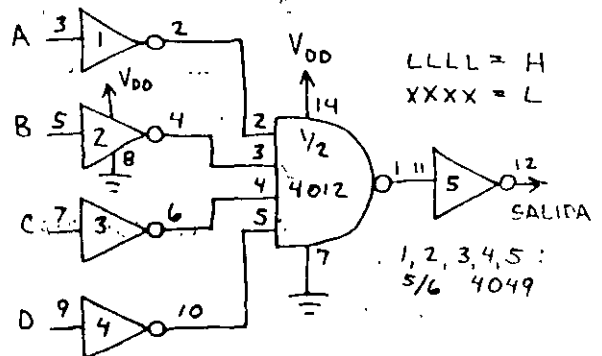 A 3 1 2
B 5 2 4
V_DD
8
C 7 3 6
D 9 4 10
V_DD
14
2
3
4
5
1/2
4012
7
1 11 5 12
SALIDA
LLLL = H
XXXX = L
1, 2, 3, 4, 5 :
5/6 4049